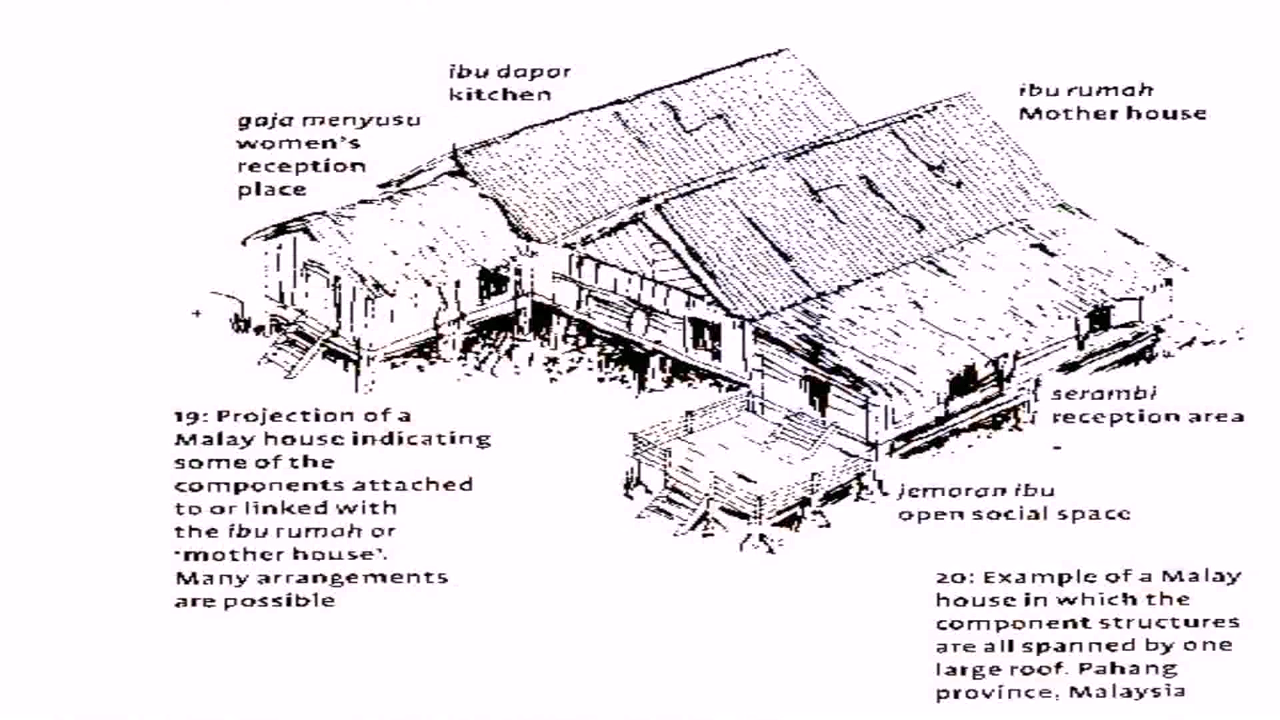 ibu dapor
kitchen
gaja menyusu
women's
reception
place
ibu rumah
Mother house
serambi
reception area
jemoran ibu
open social space
19: Projection of a
Malay house indicating
some of the
components attached
to or linked with
the ibu rumah or
'mother house'.
Many arrangements
are possible
20: Example of a Malay
house in which the
component structures
are all spanned by one
large roof. Pahang
province, Malaysia